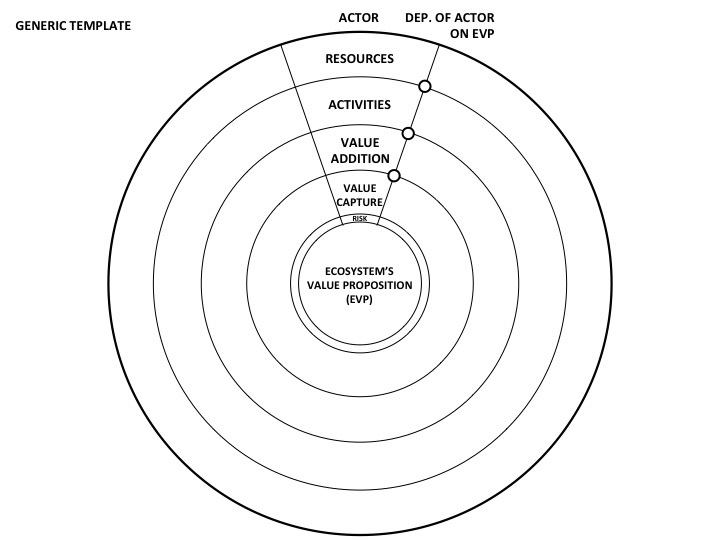 GENERIC TEMPLATE
ACTOR
DEP. OF ACTOR
ON EVP
RESOURCES
ACTIVITIES
VALUE
ADDITION
VALUE
CAPTURE
RISK
ECOSYSTEM’S
VALUE PROPOSITION
(EVP)